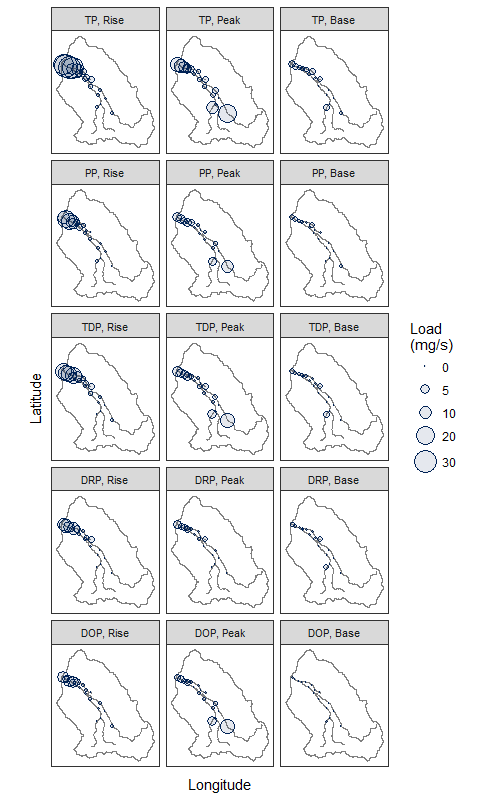 TP, Rise
TP, Peak
TP, Base
PP, Rise
PP, Peak
PP, Base
TDP, Rise
TDP, Peak
TDP, Base
DRP, Rise
DRP, Peak
DRP, Base
DOP, Rise
DOP, Peak
DOP, Base
Latitude
Longitude
Load
(mg/s)
0
5
10
20
30